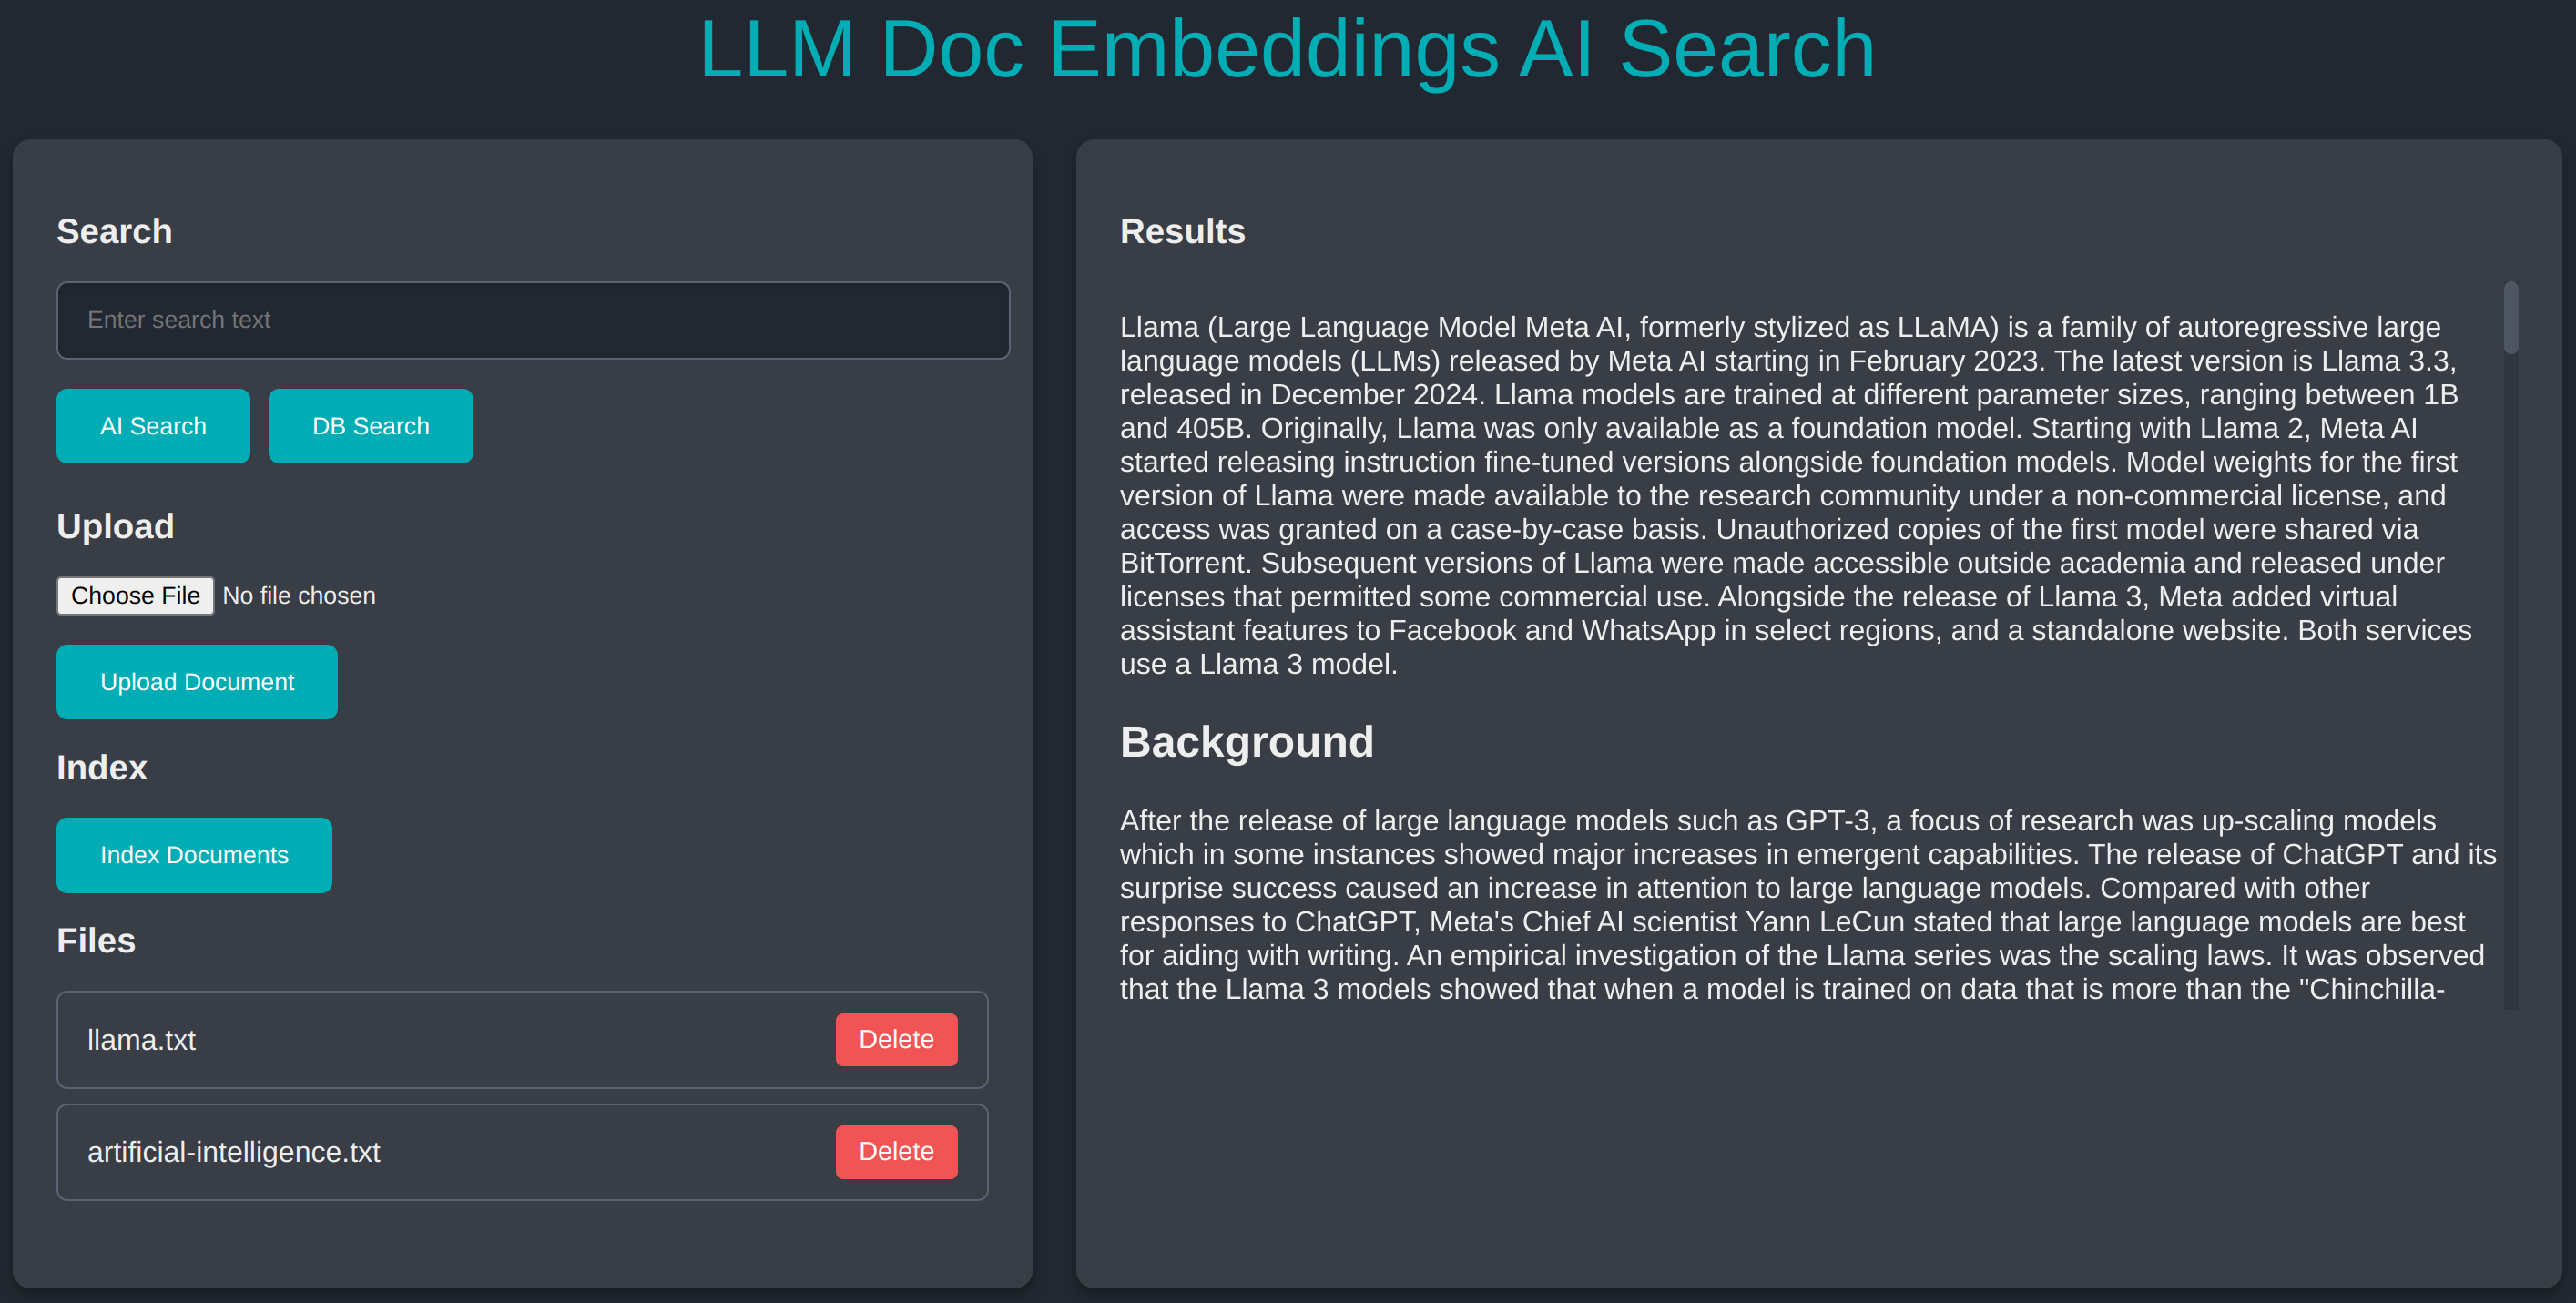 LLM Doc Embeddings AI Search
Search
Enter search text
AI Search DB Search
Upload
Choose File No file chosen
Upload Document
Index
Index Documents
Files
llama.txt Delete
artificial-intelligence.txt Delete
Results
Llama (Large Language Model Meta AI, formerly stylized as LLaMA) is a family of autoregressive large
language models (LLMs) released by Meta AI starting in February 2023. The latest version is Llama 3.3,
released in December 2024. Llama models are trained at different parameter sizes, ranging between 1B
and 405B. Originally, Llama was only available as a foundation model. Starting with Llama 2, Meta AI
started releasing instruction fine-tuned versions alongside foundation models. Model weights for the first
version of Llama were made available to the research community under a non-commercial license, and
access was granted on a case-by-case basis. Unauthorized copies of the first model were shared via
BitTorrent. Subsequent versions of Llama were made accessible outside academia and released under
licenses that permitted some commercial use. Alongside the release of Llama 3, Meta added virtual
assistant features to Facebook and WhatsApp in select regions, and a standalone website. Both services
use a Llama 3 model.
Background
After the release of large language models such as GPT-3, a focus of research was up-scaling models
which in some instances showed major increases in emergent capabilities. The release of ChatGPT and its
surprise success caused an increase in attention to large language models. Compared with other
responses to ChatGPT, Meta's Chief AI scientist Yann LeCun stated that large language models are best
for aiding with writing. An empirical investigation of the Llama series was the scaling laws. It was observed
that the Llama 3 models showed that when a model is trained on data that is more than the "Chinchilla-